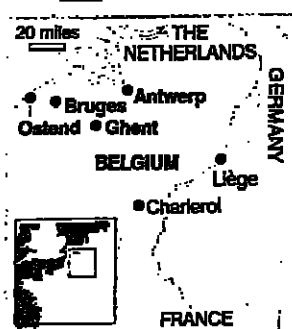 20 miles
THE
NETHERLANDS
GERMANY
Antwerp
Bruges
Ostend
Ghent
BELGIUM
Liège
Charleroi
FRANCE